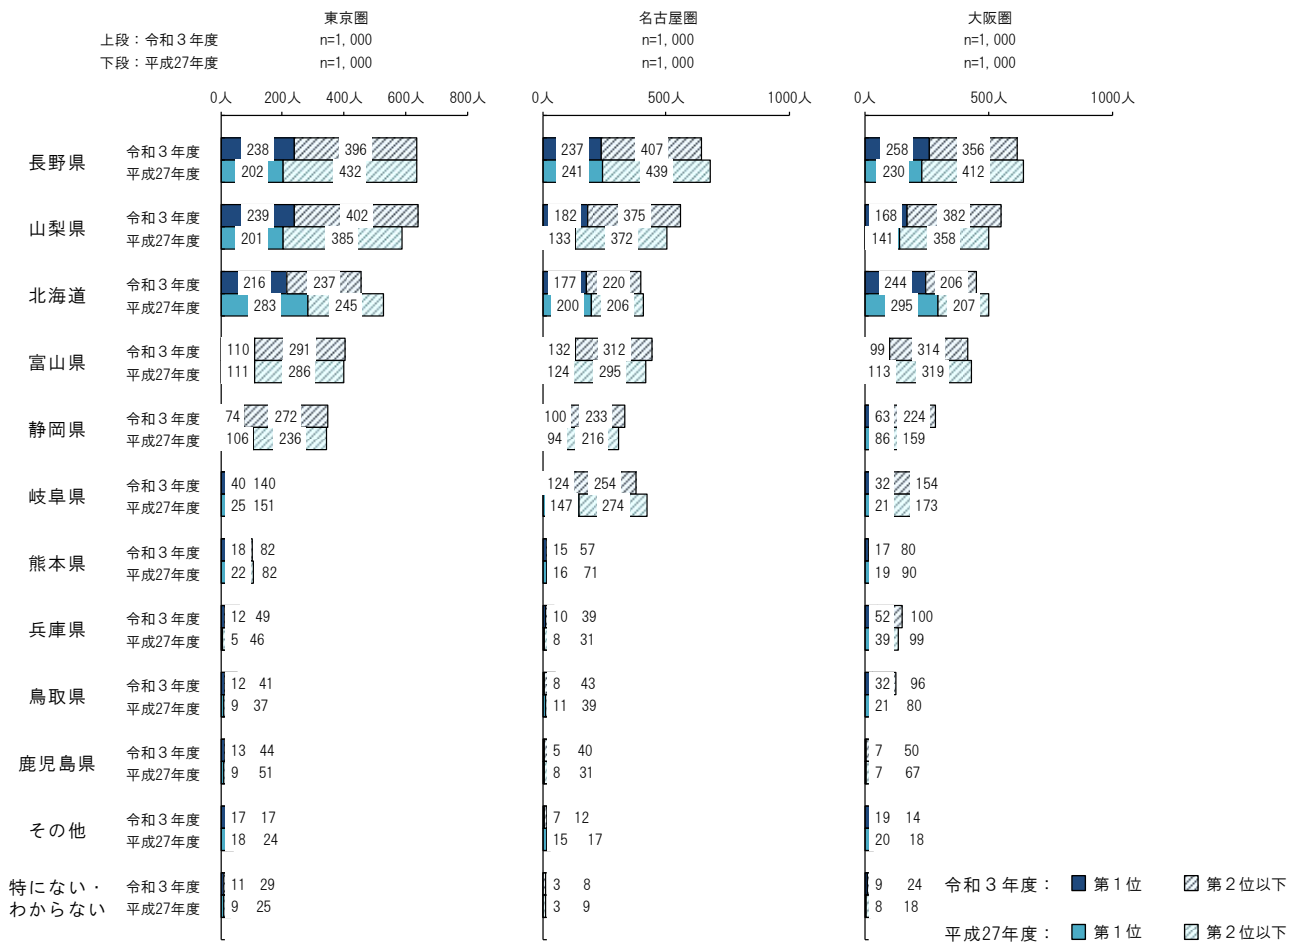 東京圏 名古屋圏 大阪圏
上段：令和３年度 n=1,000 n=1,000 n=1,000
下段：平成27年度 n=1,000 n=1,000 n=1,000
0人 200人 400人 600人 800人 0人 500人 1000人 0人 500人 1000人
長野県
令和３年度 238 396 237 407 258 356
平成27年度 202 432 241 439 230 412
山梨県
令和３年度 239 402 182 375 168 382
平成27年度 201 385 133 372 141 358
北海道
令和３年度 216 237 177 220 244 206
平成27年度 283 245 200 206 295 207
富山県
令和３年度 110 291 132 312 99 314
平成27年度 111 286 124 295 113 319
静岡県
令和３年度 74 272 100 233 63 224
平成27年度 106 236 94 216 86 159
岐阜県
令和３年度 40 140 124 254 32 154
平成27年度 25 151 147 274 21 173
熊本県
令和３年度 18 82 15 57 17 80
平成27年度 22 82 16 71 19 90
兵庫県
令和３年度 12 49 10 39 52 100
平成27年度 5 46 8 31 39 99
鳥取県
令和３年度 12 41 8 43 32 96
平成27年度 9 37 11 39 21 80
鹿児島県
令和３年度 13 44 5 40 7 50
平成27年度 9 51 8 31 7 67
その他
令和３年度 17 17 7 12 19 14
平成27年度 18 24 15 17 20 18
特にない・
わからない
令和３年度 11 29 3 8 9 24
平成27年度 9 25 3 9 8 18
令和３年度： 第１位 第２位以下
平成27年度： 第１位 第２位以下